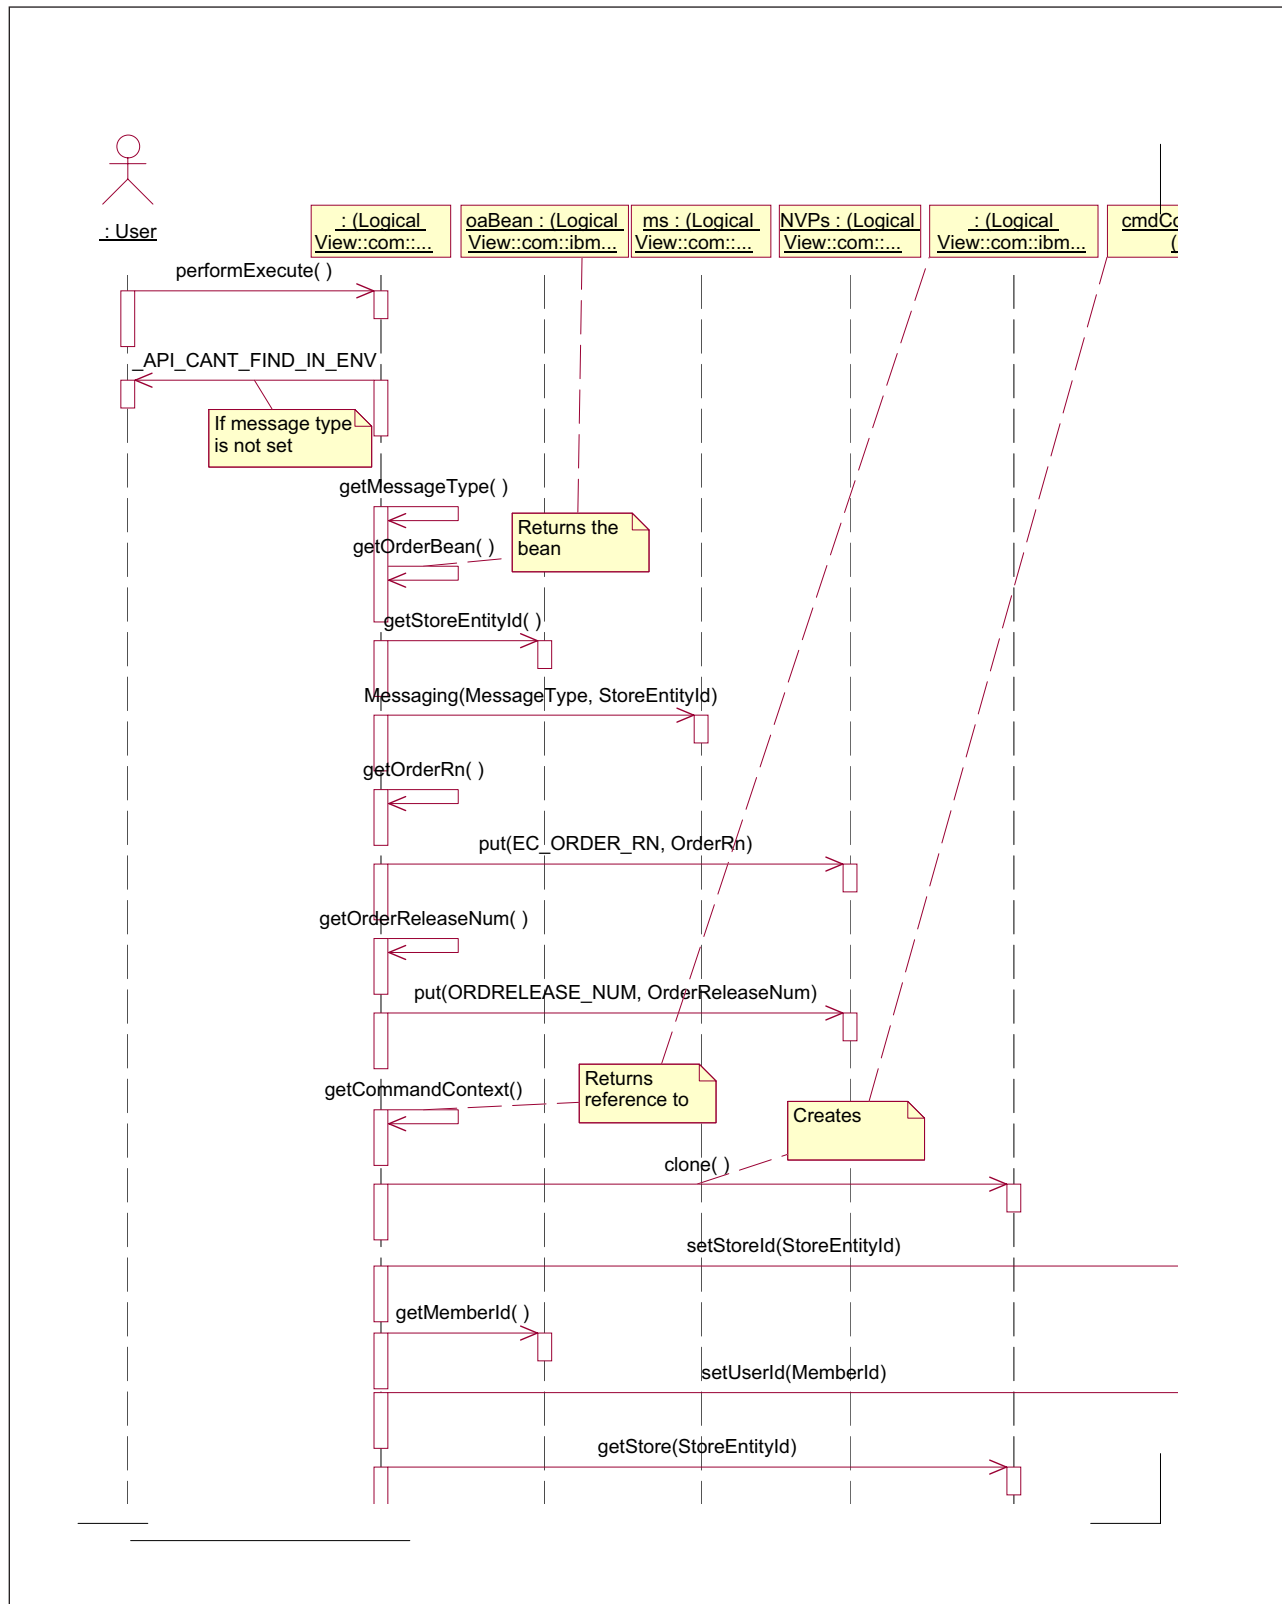 : User
: (Logical
View::com::...
oaBean : (Logical
View::com::ibm...
ms : (Logical
View::com::...
NVPs : (Logical
View::com::...
: (Logical
View::com::ibm...
cmdCo
(
performExecute( )
_API_CANT_FIND_IN_ENV
If message type
is not set
getMessageType( )
Returns the
bean
getOrderBean( )
getStoreEntityId( )
Messaging(MessageType, StoreEntityId)
getOrderRn( )
put(EC_ORDER_RN, OrderRn)
getOrderReleaseNum( )
put(ORDRELEASE_NUM, OrderReleaseNum)
getCommandContext()
Returns
reference to
Creates
clone( )
setStoreId(StoreEntityId)
getMemberId( )
setUserId(MemberId)
getStore(StoreEntityId)